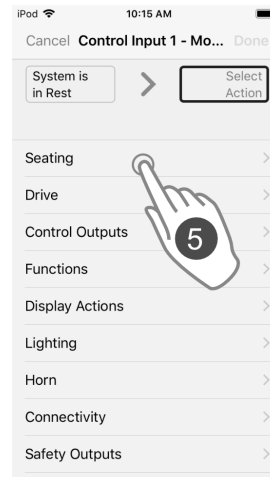 iPod 10:15 AM
Cancel Control Input 1 - Mo... Done
System is
in Rest
Select
Action
Seating
Drive
Control Outputs
5
Functions
Display Actions
Lighting
Horn
Connectivity
Safety Outputs